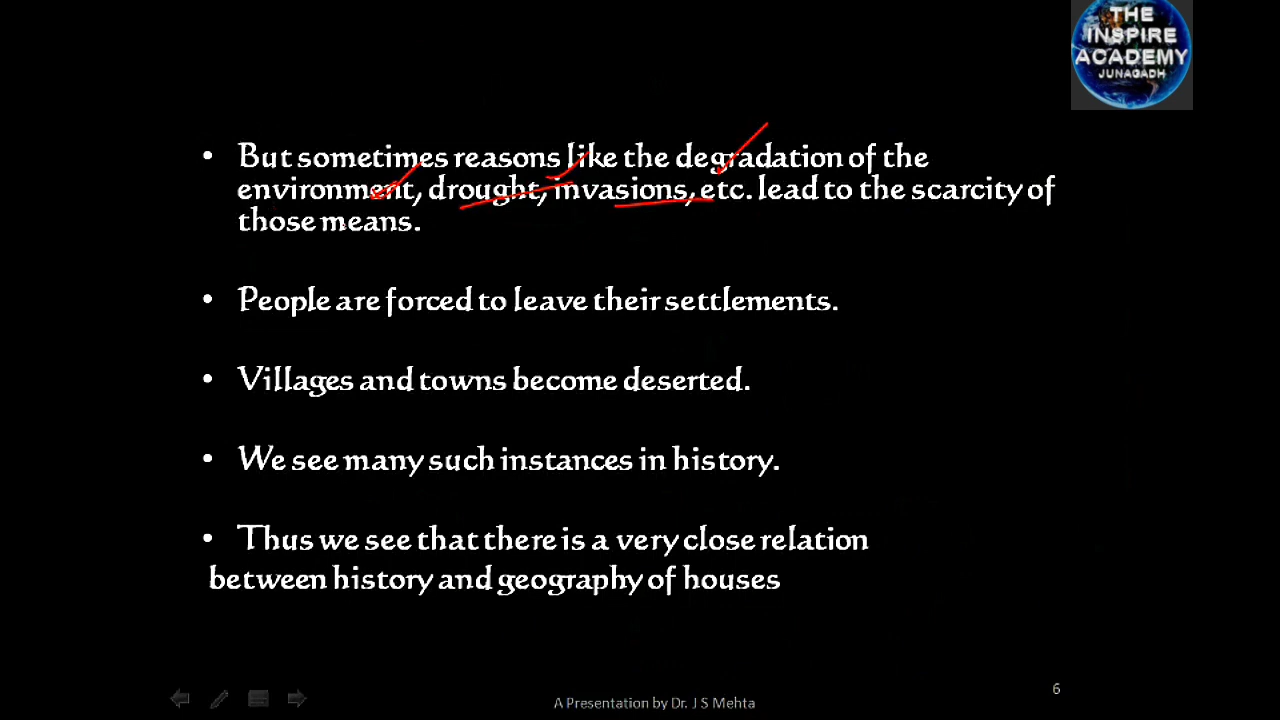 THE
INSPIRE
ACADEMY
JUNAGADH
• But sometimes reasons like the degradation of the
environment, drought, invasions, etc. lead to the scarcity of
those means.
• People are forced to leave their settlements.
• Villages and towns become deserted.
• We see many such instances in history.
• Thus we see that there is a very close relation
between history and geography of houses
A Presentation by Dr. J S Mehta
6